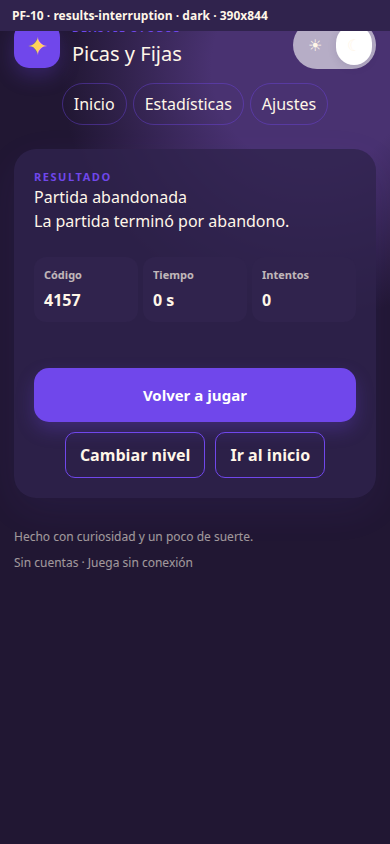 PF-10 · results-interruption · dark · 390x844
Picas y Fijas
Inicio
Estadísticas
Ajustes
RESULTADO
Partida abandonada
La partida terminó por abandono.
Código
Tiempo
Intentos
4157
0 s
0
Volver a jugar
Cambiar nivel
Ir al inicio
Hecho con curiosidad y un poco de suerte.
Sin cuentas · Juega sin conexión